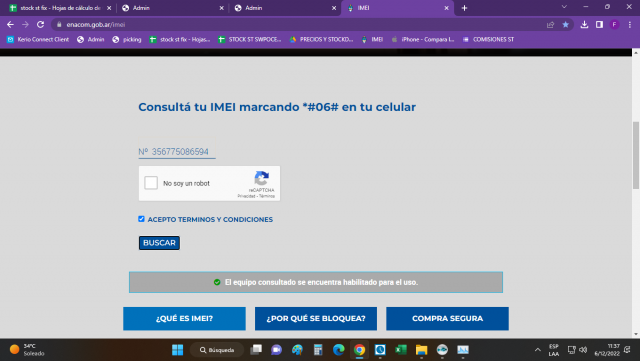 stock st fix - Hojas de cálculo de
Admin
Admin
IMEI
enacom.gob.ar/imei
F
Kerio Connect Client
Admin
picking
stock st fix - Hojas...
STOCK ST SWPOCE...
PRECIOS Y STOCKD...
IMEI
iPhone - Compara l...
COMISIONES ST
Consultá tu IMEI marcando *#06# en tu celular
Nº 356775086594
No soy un robot
reCAPTCHA
Privacidad - Términos
ACEPTO TERMINOS Y CONDICIONES
BUSCAR
El equipo consultado se encuentra habilitado para el uso.
¿QUÉ ES IMEI?
¿POR QUÉ SE BLOQUEA?
COMPRA SEGURA
34°C
Soleado
Búsqueda
ESP
LAA
11:37
6/12/2022